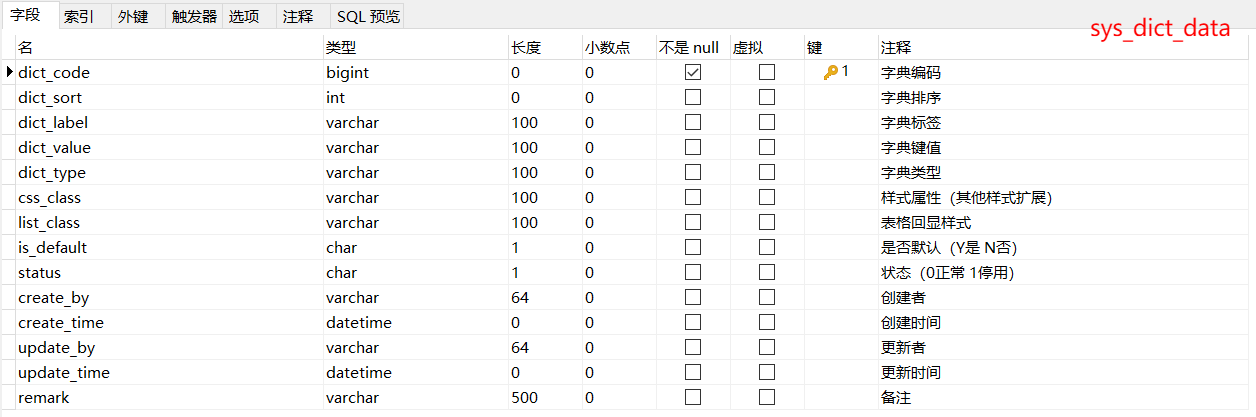 字段 索引 外键 触发器 选项 注释 SQL 预览
sys_dict_data
名 类型 长度 小数点 不是 null 虚拟 键 注释
dict_code bigint 0 0 1 字典编码
dict_sort int 0 0 字典排序
dict_label varchar 100 0 字典标签
dict_value varchar 100 0 字典键值
dict_type varchar 100 0 字典类型
css_class varchar 100 0 样式属性（其他样式扩展）
list_class varchar 100 0 表格回显样式
is_default char 1 0 是否默认（Y是 N否）
status char 1 0 状态（0正常 1停用）
create_by varchar 64 0 创建者
create_time datetime 0 0 创建时间
update_by varchar 64 0 更新者
update_time datetime 0 0 更新时间
remark varchar 500 0 备注